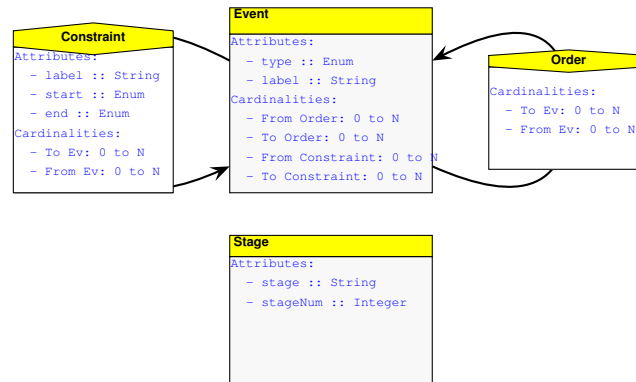 Constraint
Attributes:
- label :: String
- start :: Enum
- end :: Enum
Cardinalities:
- To Ev: 0 to N
- From Ev: 0 to N
Event
Attributes:
- type :: Enum
- label :: String
Cardinalities:
- From Order: 0 to N
- To Order: 0 to N
- From Constraint: 0 to N
- To Constraint: 0 to N
Order
Cardinalities:
- To Ev: 0 to N
- From Ev: 0 to N
Stage
Attributes:
- stage :: String
- stageNum :: Integer